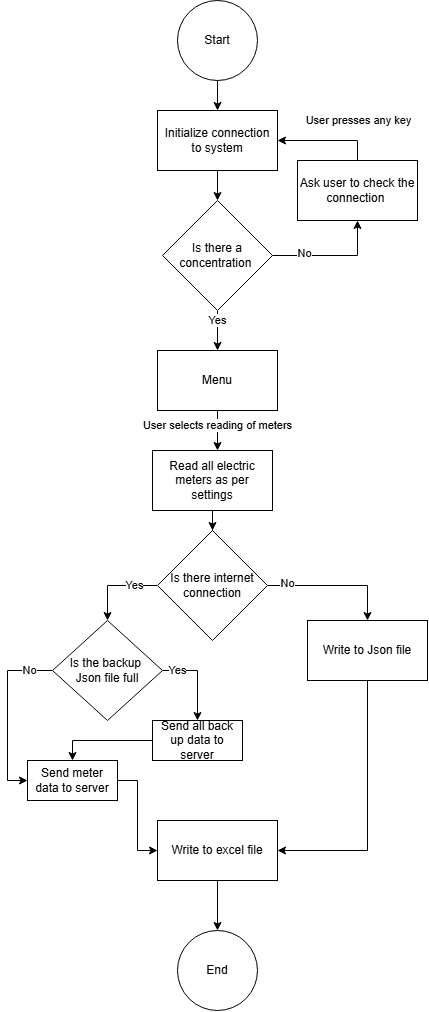 Start
User presses any key
Initialize connection
to system
Ask user to check the
connection
Is there a
concentration
No
Yes
Menu
User selects reading of meters
Read all electric
meters as per
settings
Is there internet
connection
Yes
No
Is the backup
Json file full
No
Yes
Write to Json file
Send all back
up data to
server
Send meter
data to server
Write to excel file
End